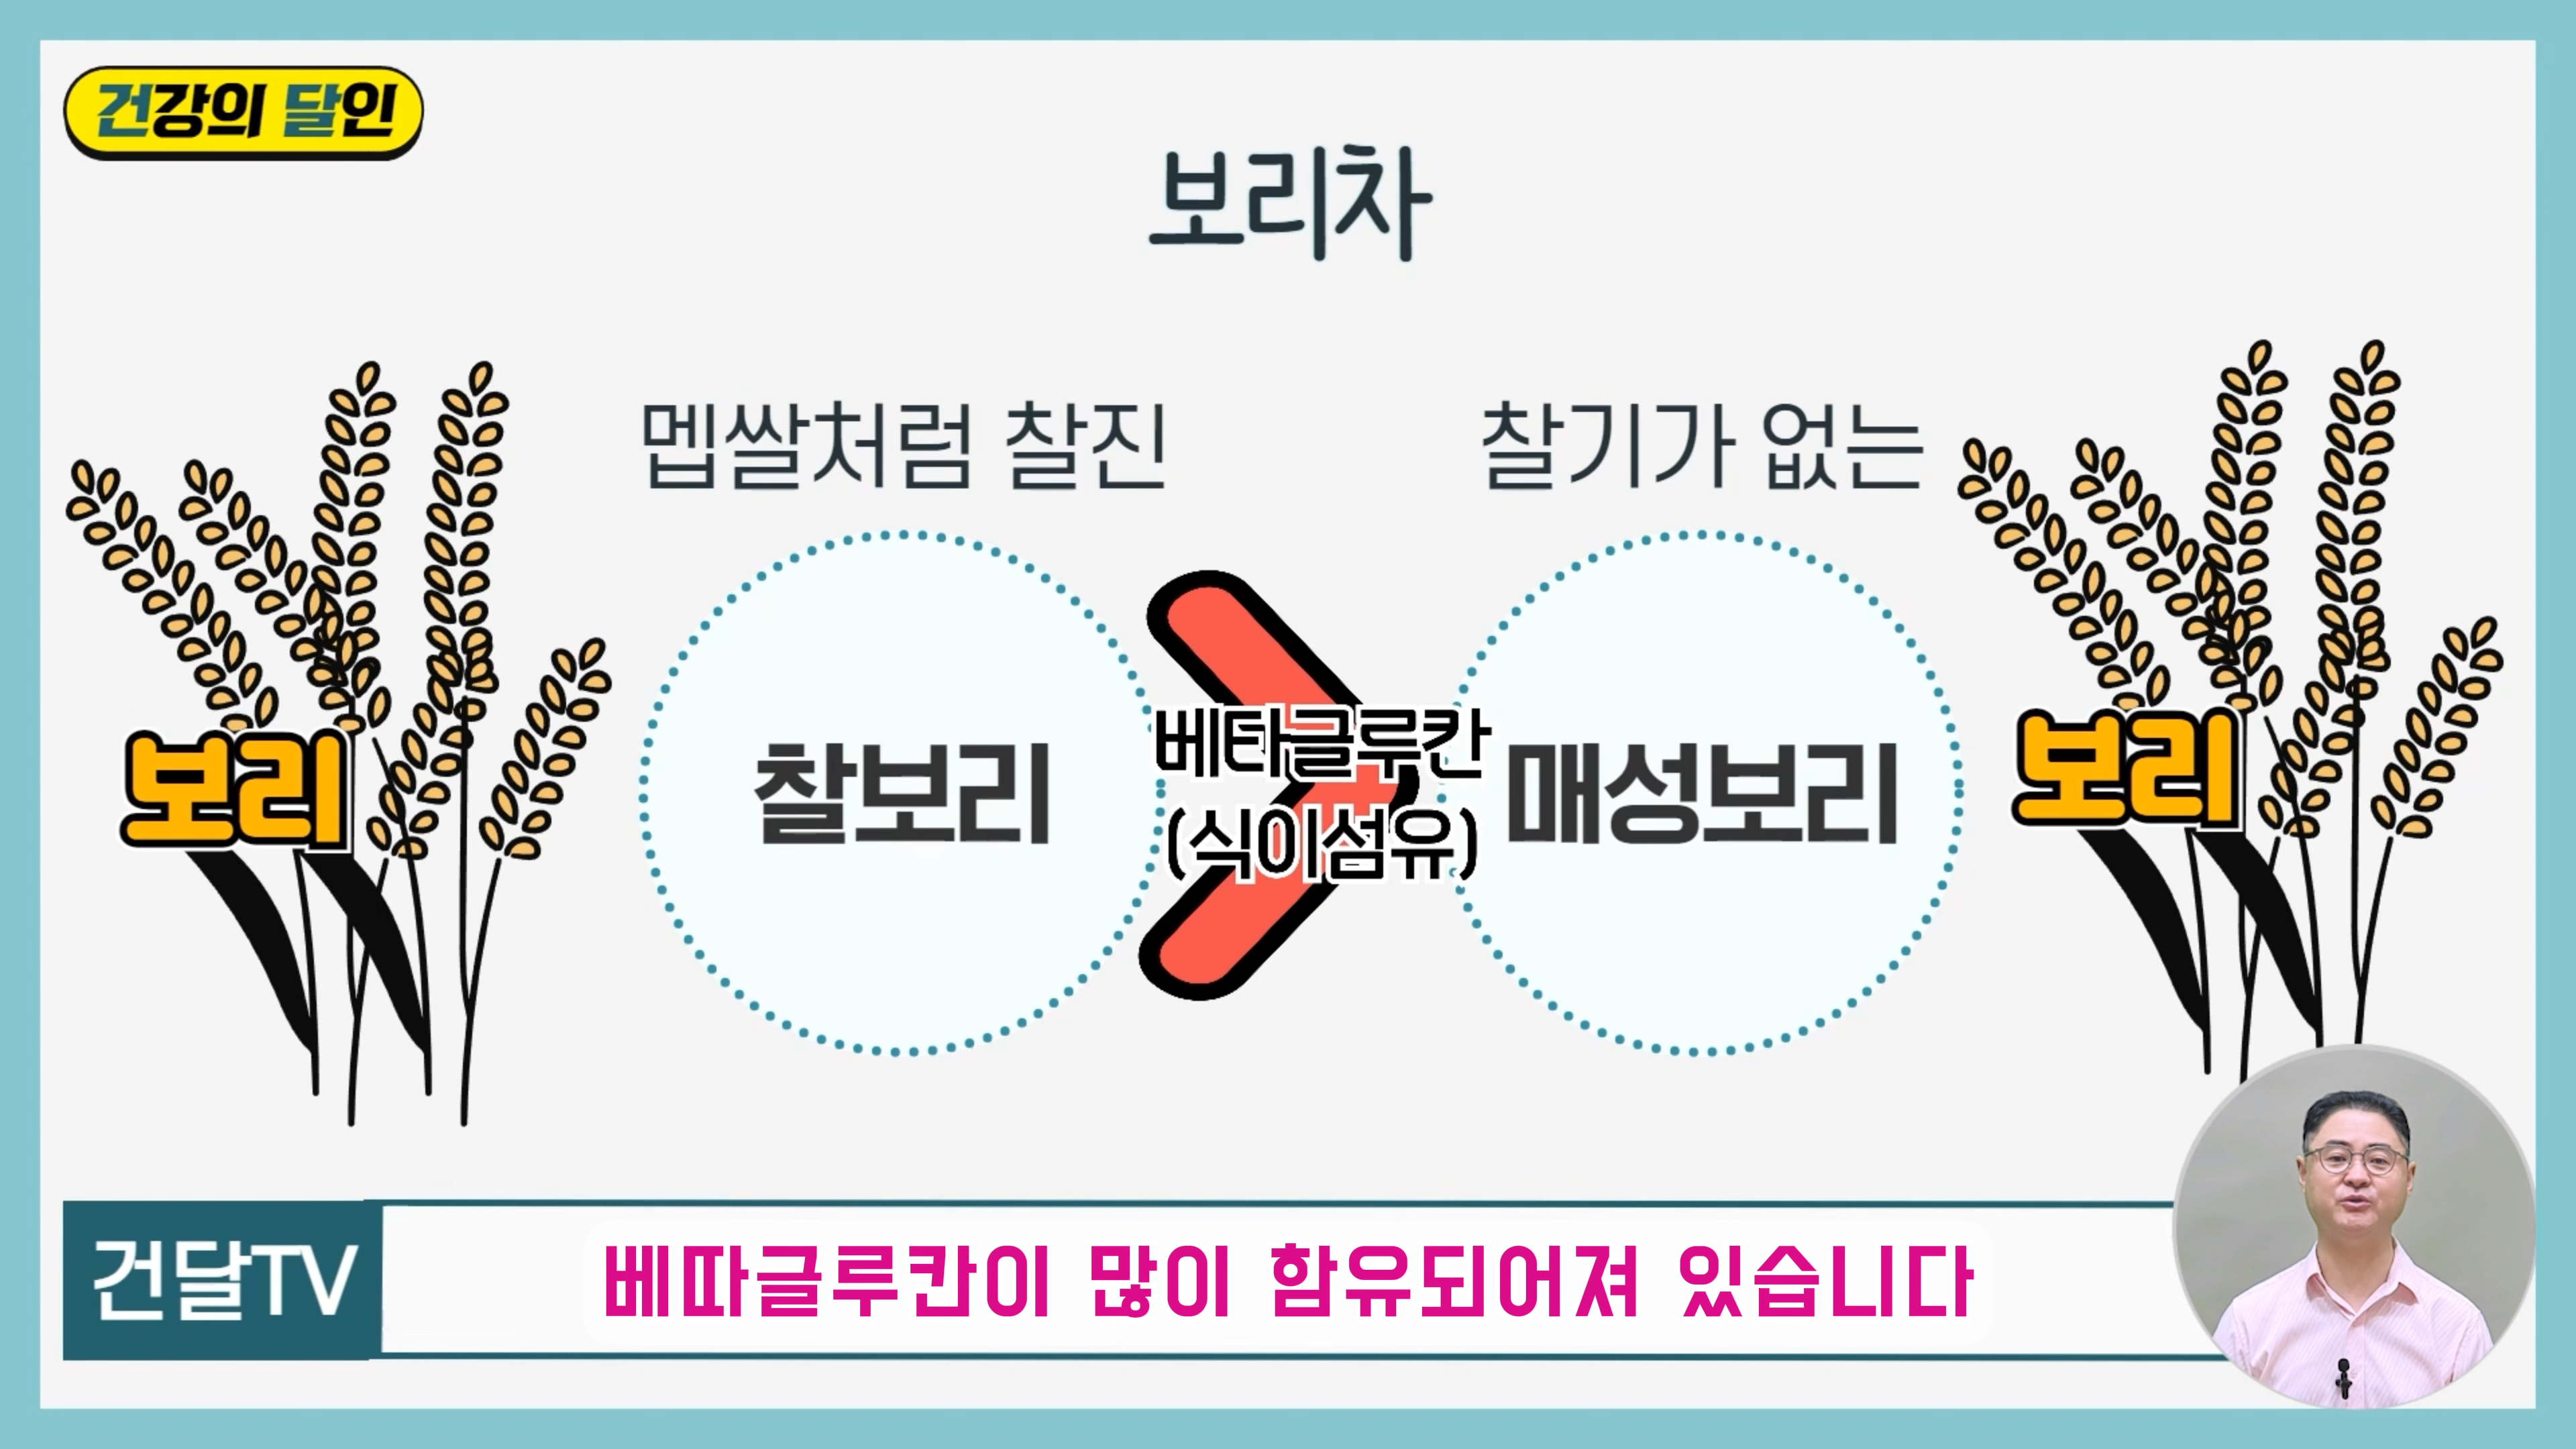 건강의 달인
보리차
멥쌀처럼 찰진
찰기가 없는
보리
찰보리
베타글루칸
(식이섬유)
매성보리
보리
건달TV
베따글루칸이 많이 함유되어져 있습니다